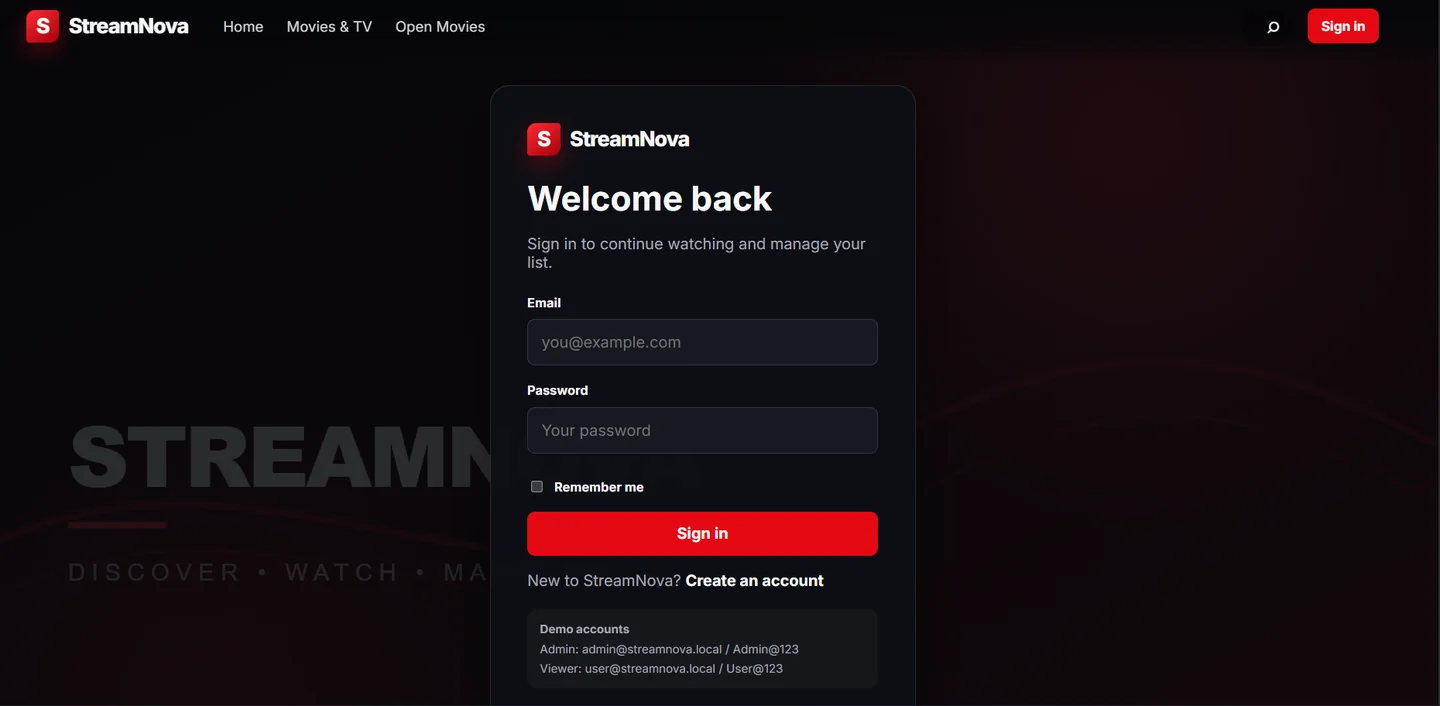 S StreamNova Home Movies & TV Open Movies Sign in
S StreamNova
Welcome back
Sign in to continue watching and manage your
list.
Email
you@example.com
Password
Your password
STREAMN
Remember me
Sign in
DISCOVER • WATCH • MA
New to StreamNova? Create an account
Demo accounts
Admin: admin@streamnova.local / Admin@123
Viewer: user@streamnova.local / User@123